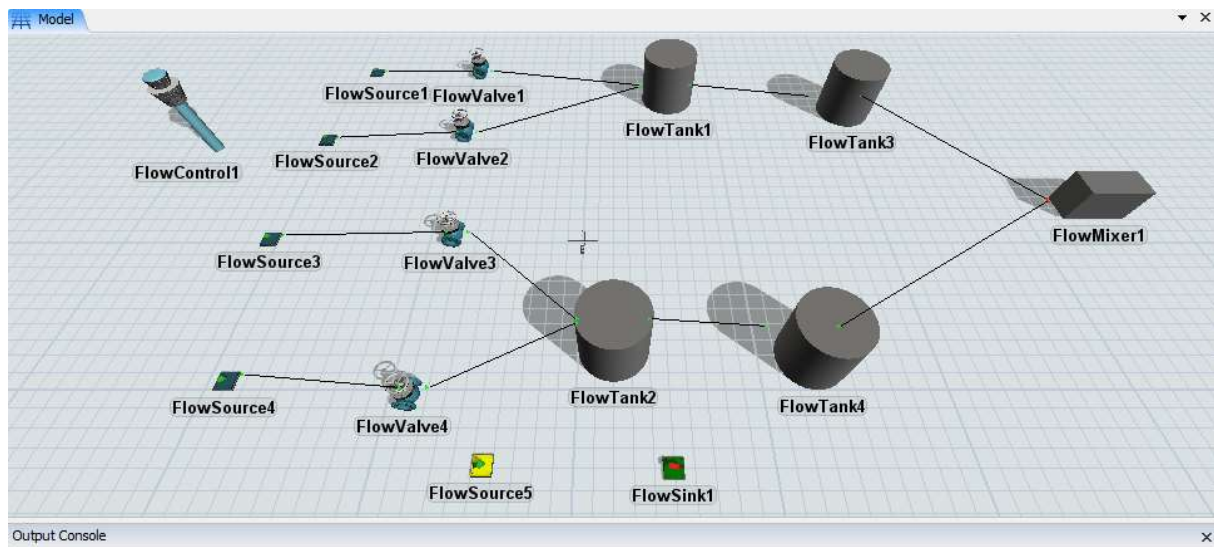 Model
FlowSource1
FlowValve1
FlowTank1
FlowTank3
FlowControl1
FlowSource2
FlowValve2
FlowMixer1
FlowSource3
FlowValve3
FlowSource4
FlowValve4
FlowTank2
FlowTank4
FlowSource5
FlowSink1
Output Console